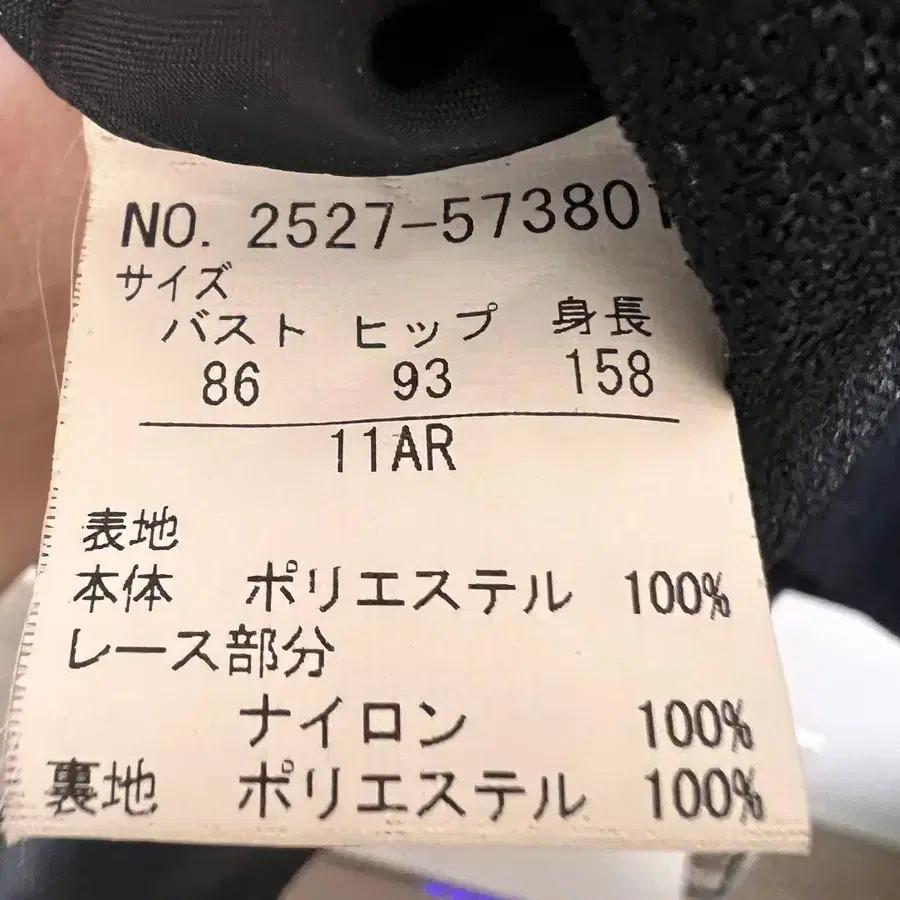 NO. 2527-573801
サイズ
バスト ヒップ 身長
86 93 158
11AR
表地
本体 ポリエステル 100%
レース部分
ナイロン 100%
裏地 ポリエステル 100%